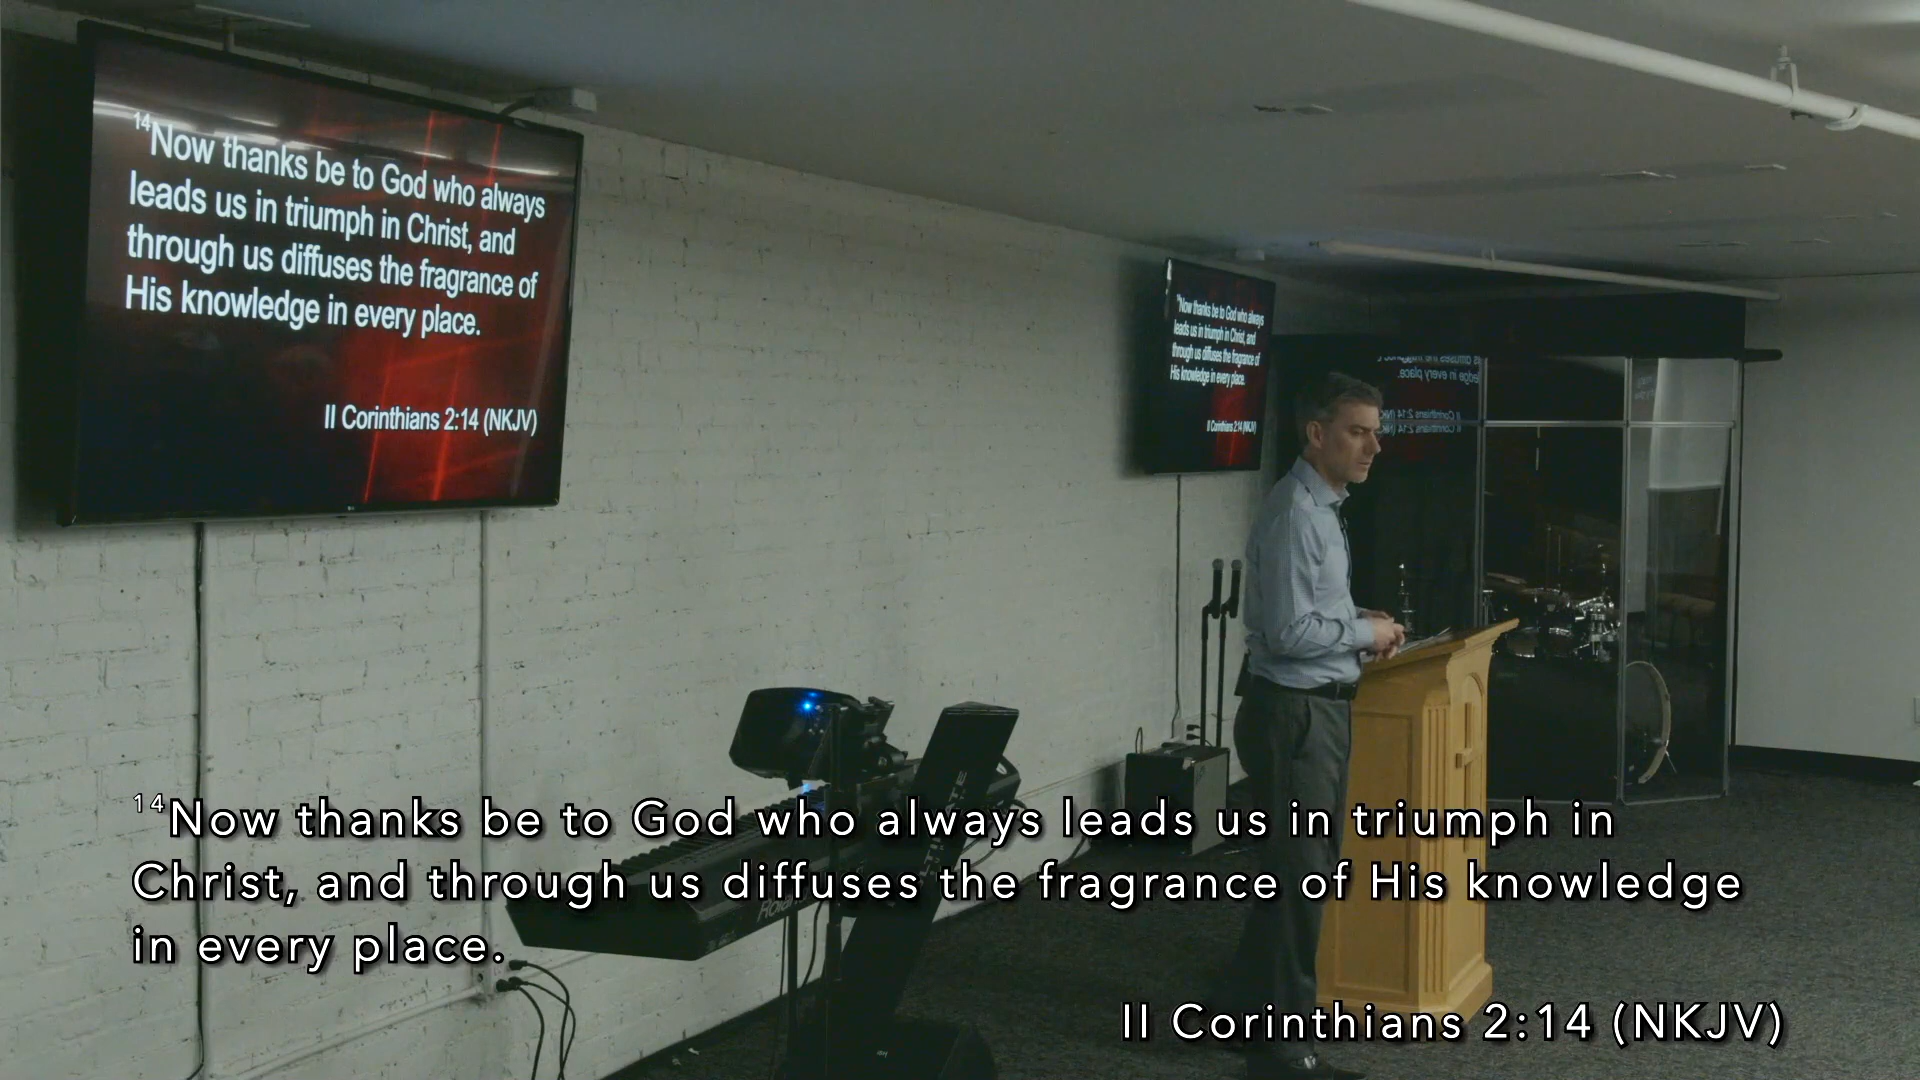 14Now thanks be to God who always
leads us in triumph in Christ, and
through us diffuses the fragrance of
His knowledge in every place.
II Corinthians 2:14 (NKJV)
14Now thanks be to God who always
leads us in triumph in Christ, and
through us diffuses the fragrance of
His knowledge in every place.
II Corinthians 2:14 (NKJV)
14Now thanks be to God who always leads us in triumph in
Christ, and through us diffuses the fragrance of His knowledge
in every place.
II Corinthians 2:14 (NKJV)
Roland